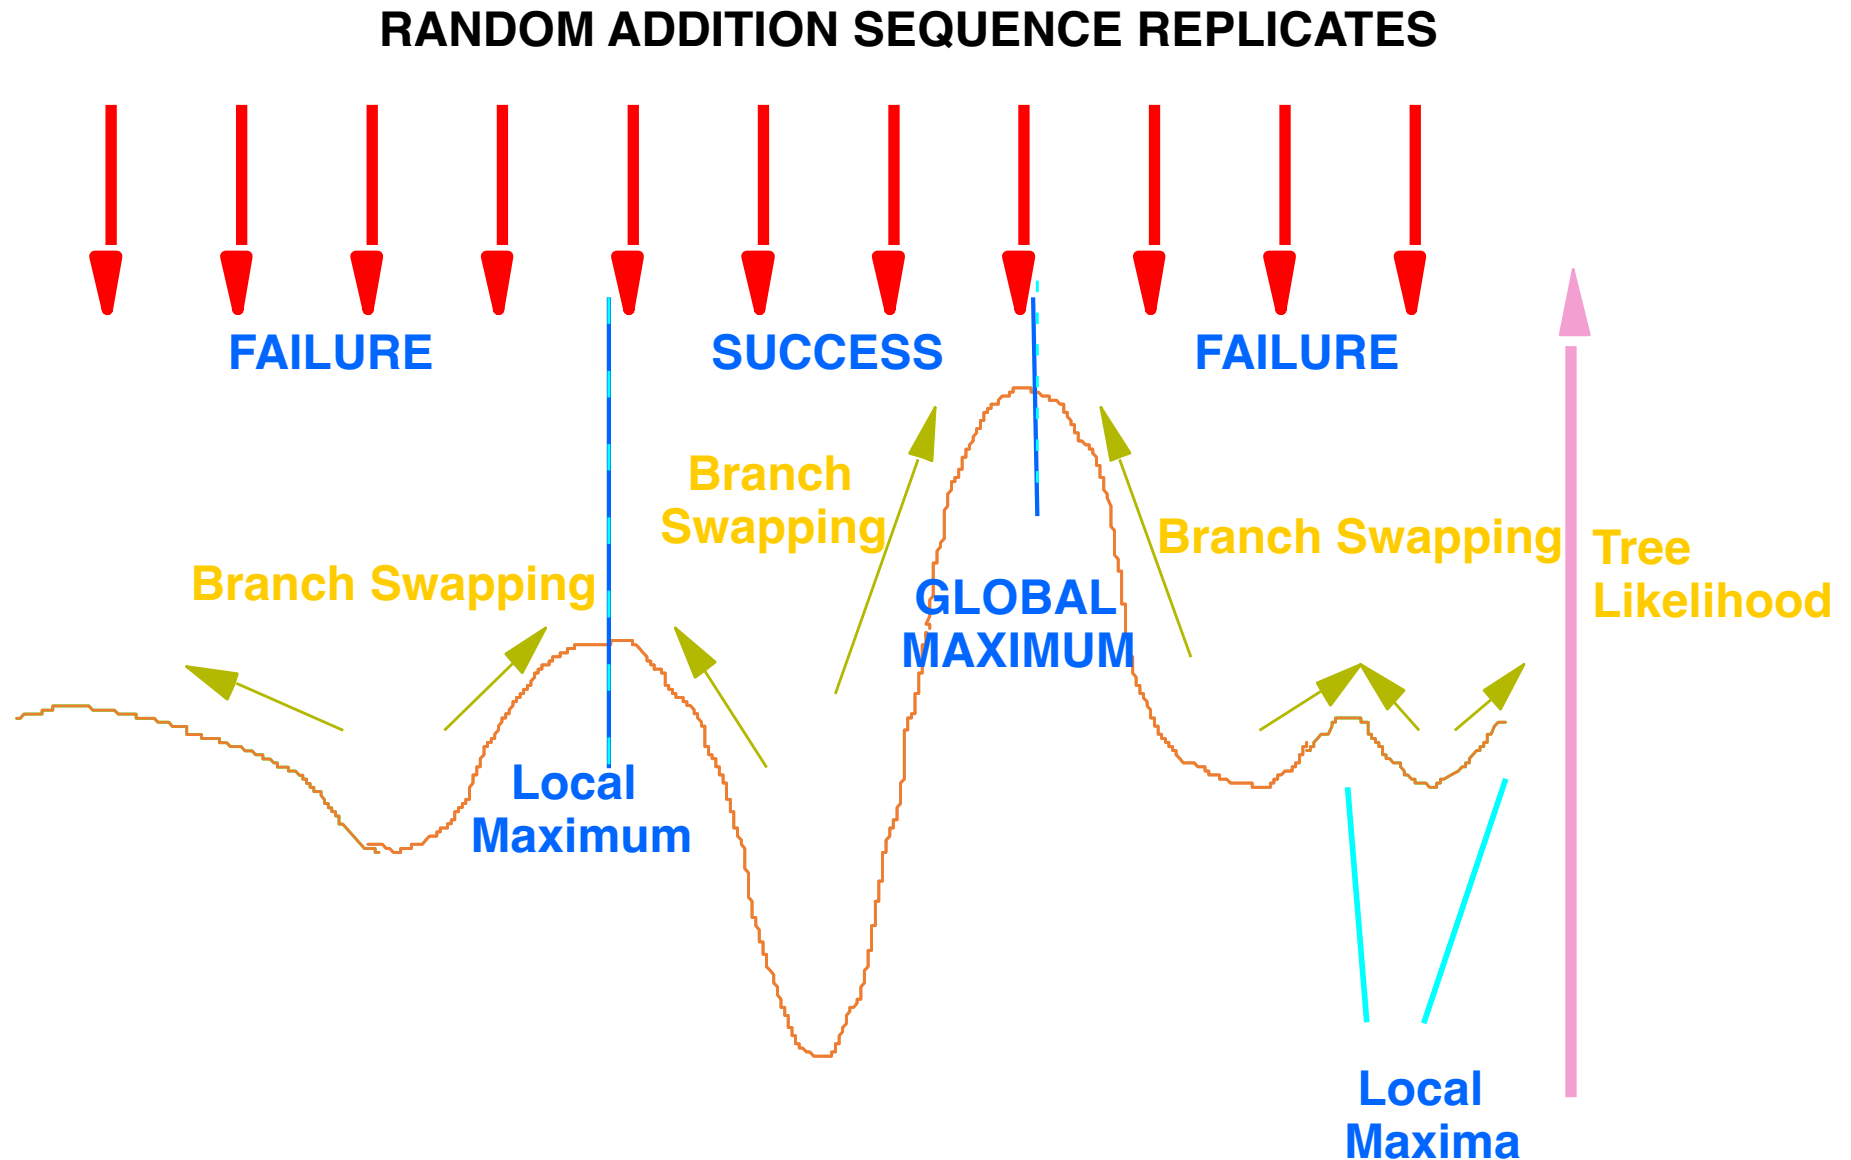 RANDOM ADDITION SEQUENCE REPLICATES
FAILURE
SUCCESS
FAILURE
Branch
Swapping
Branch Swapping
Tree
Likelihood
Branch Swapping
GLOBAL
MAXIMUM
Local
Maximum
Local
Maxima